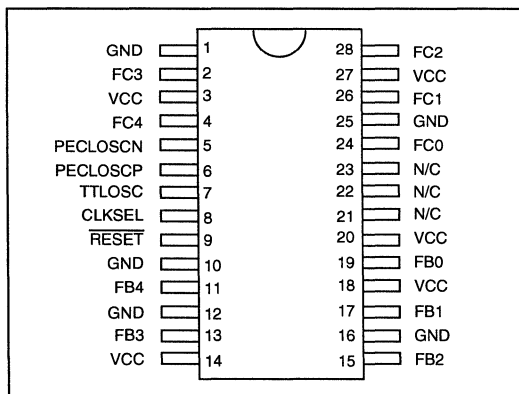 GND 1 28 FC2
FC3 2 27 VCC
VCC 3 26 FC1
FC4 4 25 GND
PECLOSCN 5 24 FC0
PECLOSCP 6 23 N/C
TTLOSC 7 22 N/C
CLKSEL 8 21 N/C
RESET 9 20 VCC
GND 10 19 FB0
FB4 11 18 VCC
GND 12 17 FB1
FB3 13 16 GND
VCC 14 15 FB2